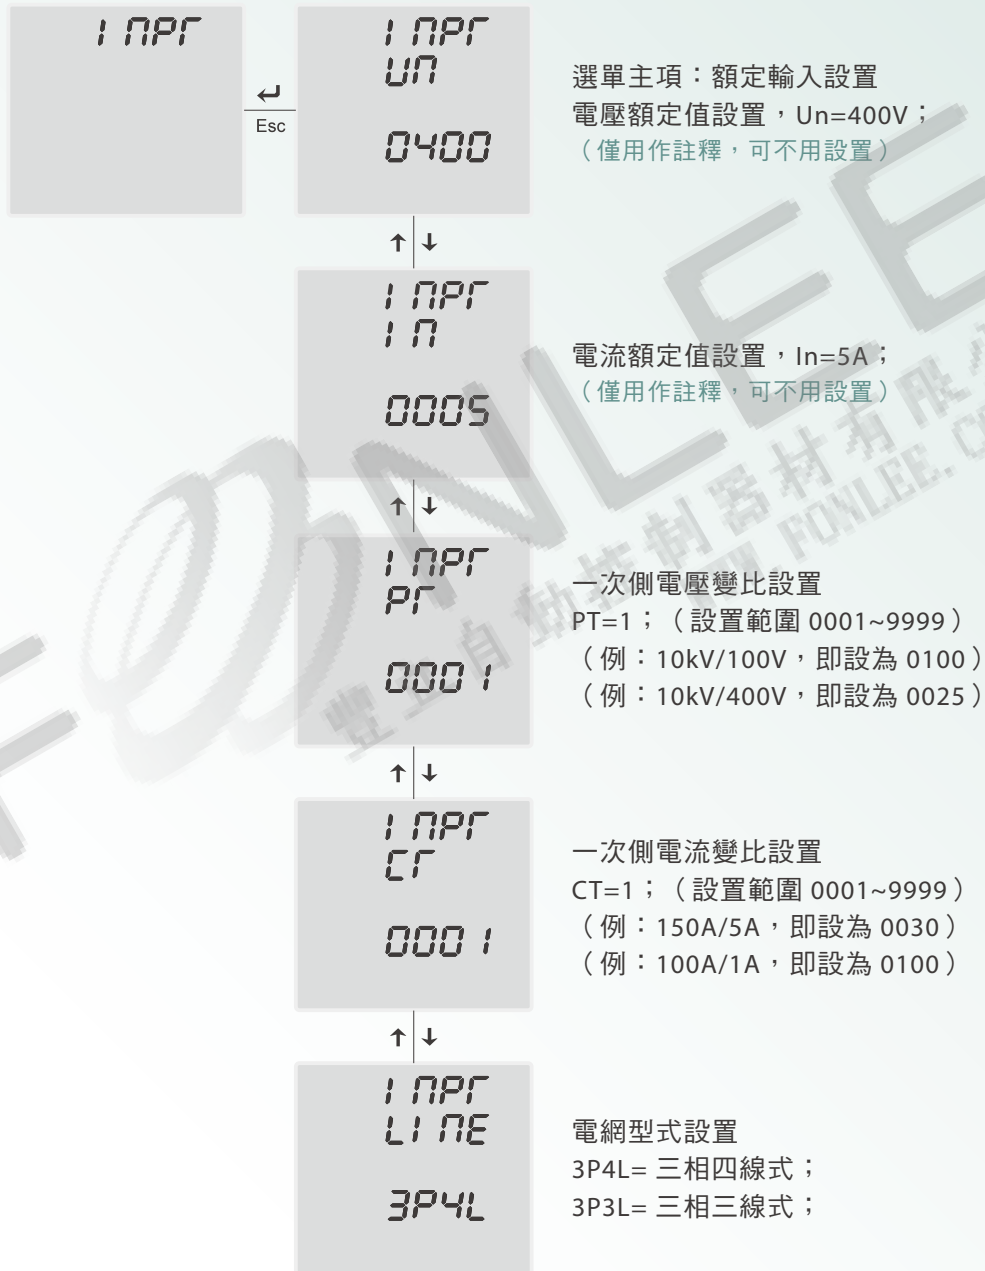 INPT
Esc
INPT
UN
0400
選單主項：額定輸入設置
電壓額定值設置，Un=400V；
（僅用作註釋，可不用設置）
↑↓
INPT
IN
0005
電流額定值設置，In=5A；
（僅用作註釋，可不用設置）
↑↓
INPT
PT
0001
一次側電壓變比設置
PT=1；（設置範圍 0001~9999）
（例：10kV/100V，即設為 0100）
（例：10kV/400V，即設為 0025）
↑↓
INPT
CT
0001
一次側電流變比設置
CT=1；（設置範圍 0001~9999）
（例：150A/5A，即設為 0030）
（例：100A/1A，即設為 0100）
↑↓
INPT
LINE
3P4L
電網型式設置
3P4L= 三相四線式；
3P3L= 三相三線式；